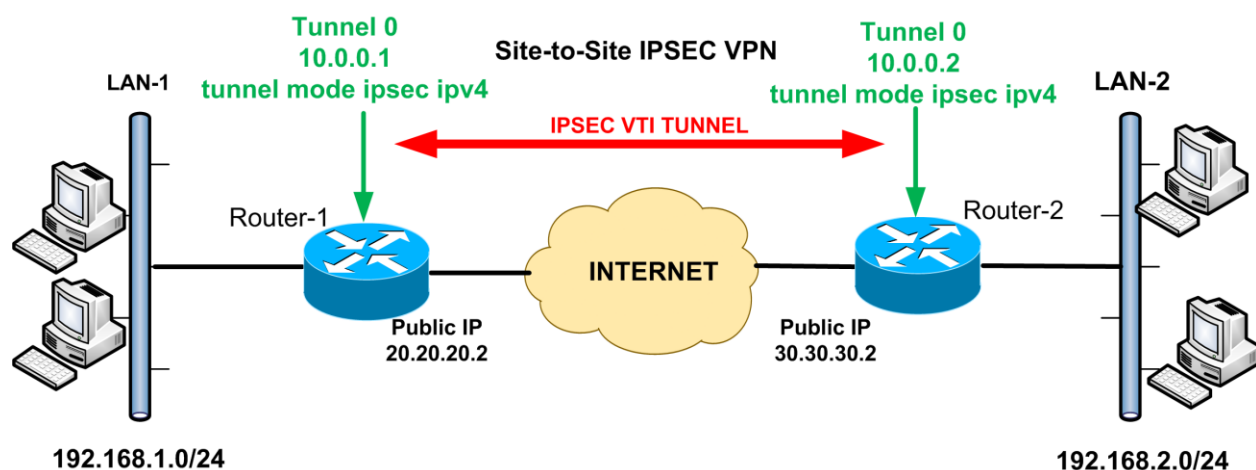 Tunnel 0
10.0.0.1
tunnel mode ipsec ipv4
Site-to-Site IPSEC VPN
Tunnel 0
10.0.0.2
tunnel mode ipsec ipv4
LAN-1
LAN-2
IPSEC VTI TUNNEL
Router-1
Router-2
INTERNET
Public IP
20.20.20.2
Public IP
30.30.30.2
192.168.1.0/24
192.168.2.0/24